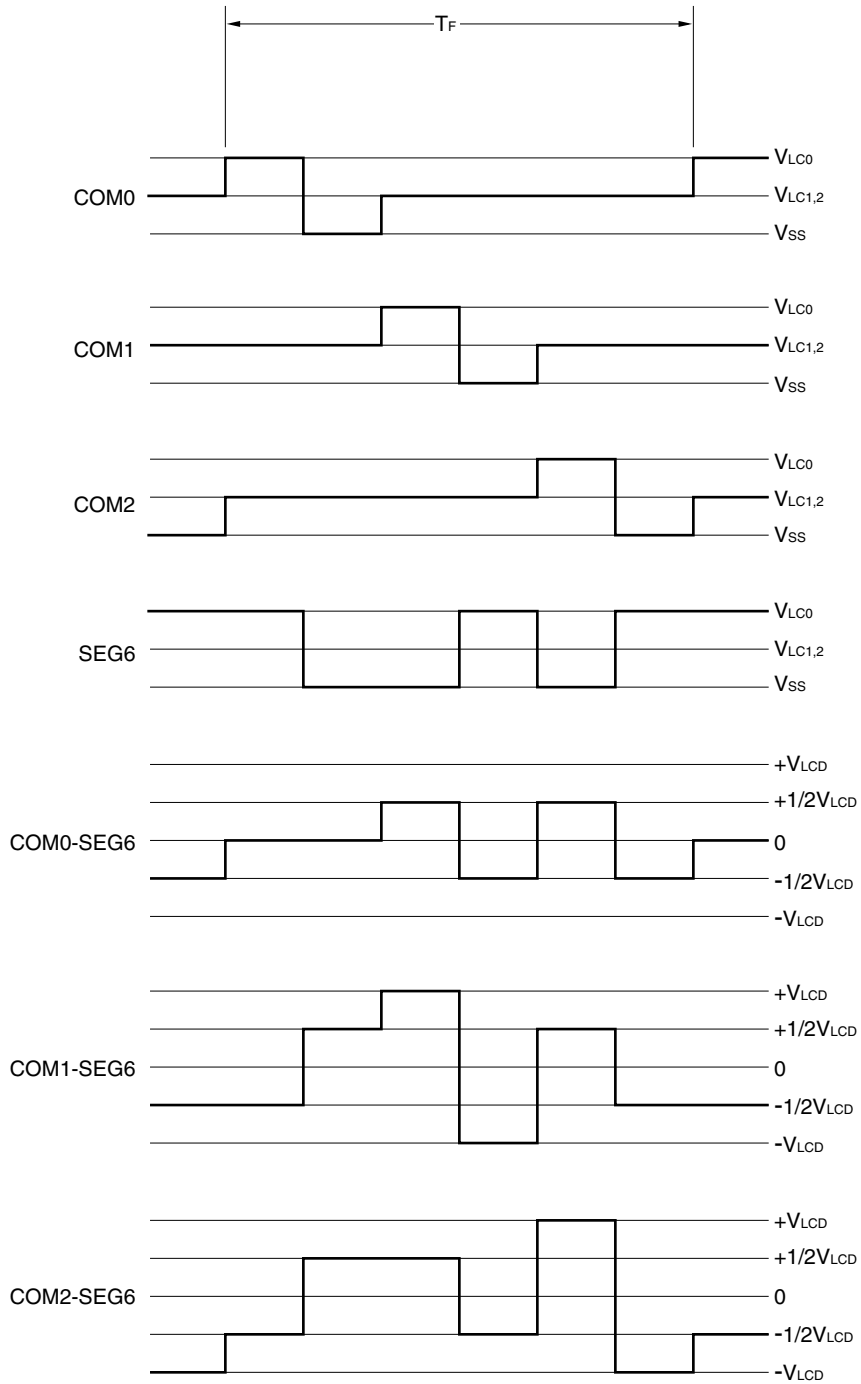 TF
VLC0
COM0 VLC1,2
VSS
VLC0
COM1 VLC1,2
VSS
VLC0
COM2 VLC1,2
VSS
VLC0
SEG6 VLC1,2
VSS
+VLCD
+1/2VLCD
COM0-SEG6 0
-1/2VLCD
-VLCD
+VLCD
+1/2VLCD
COM1-SEG6 0
-1/2VLCD
-VLCD
+VLCD
+1/2VLCD
COM2-SEG6 0
-1/2VLCD
-VLCD